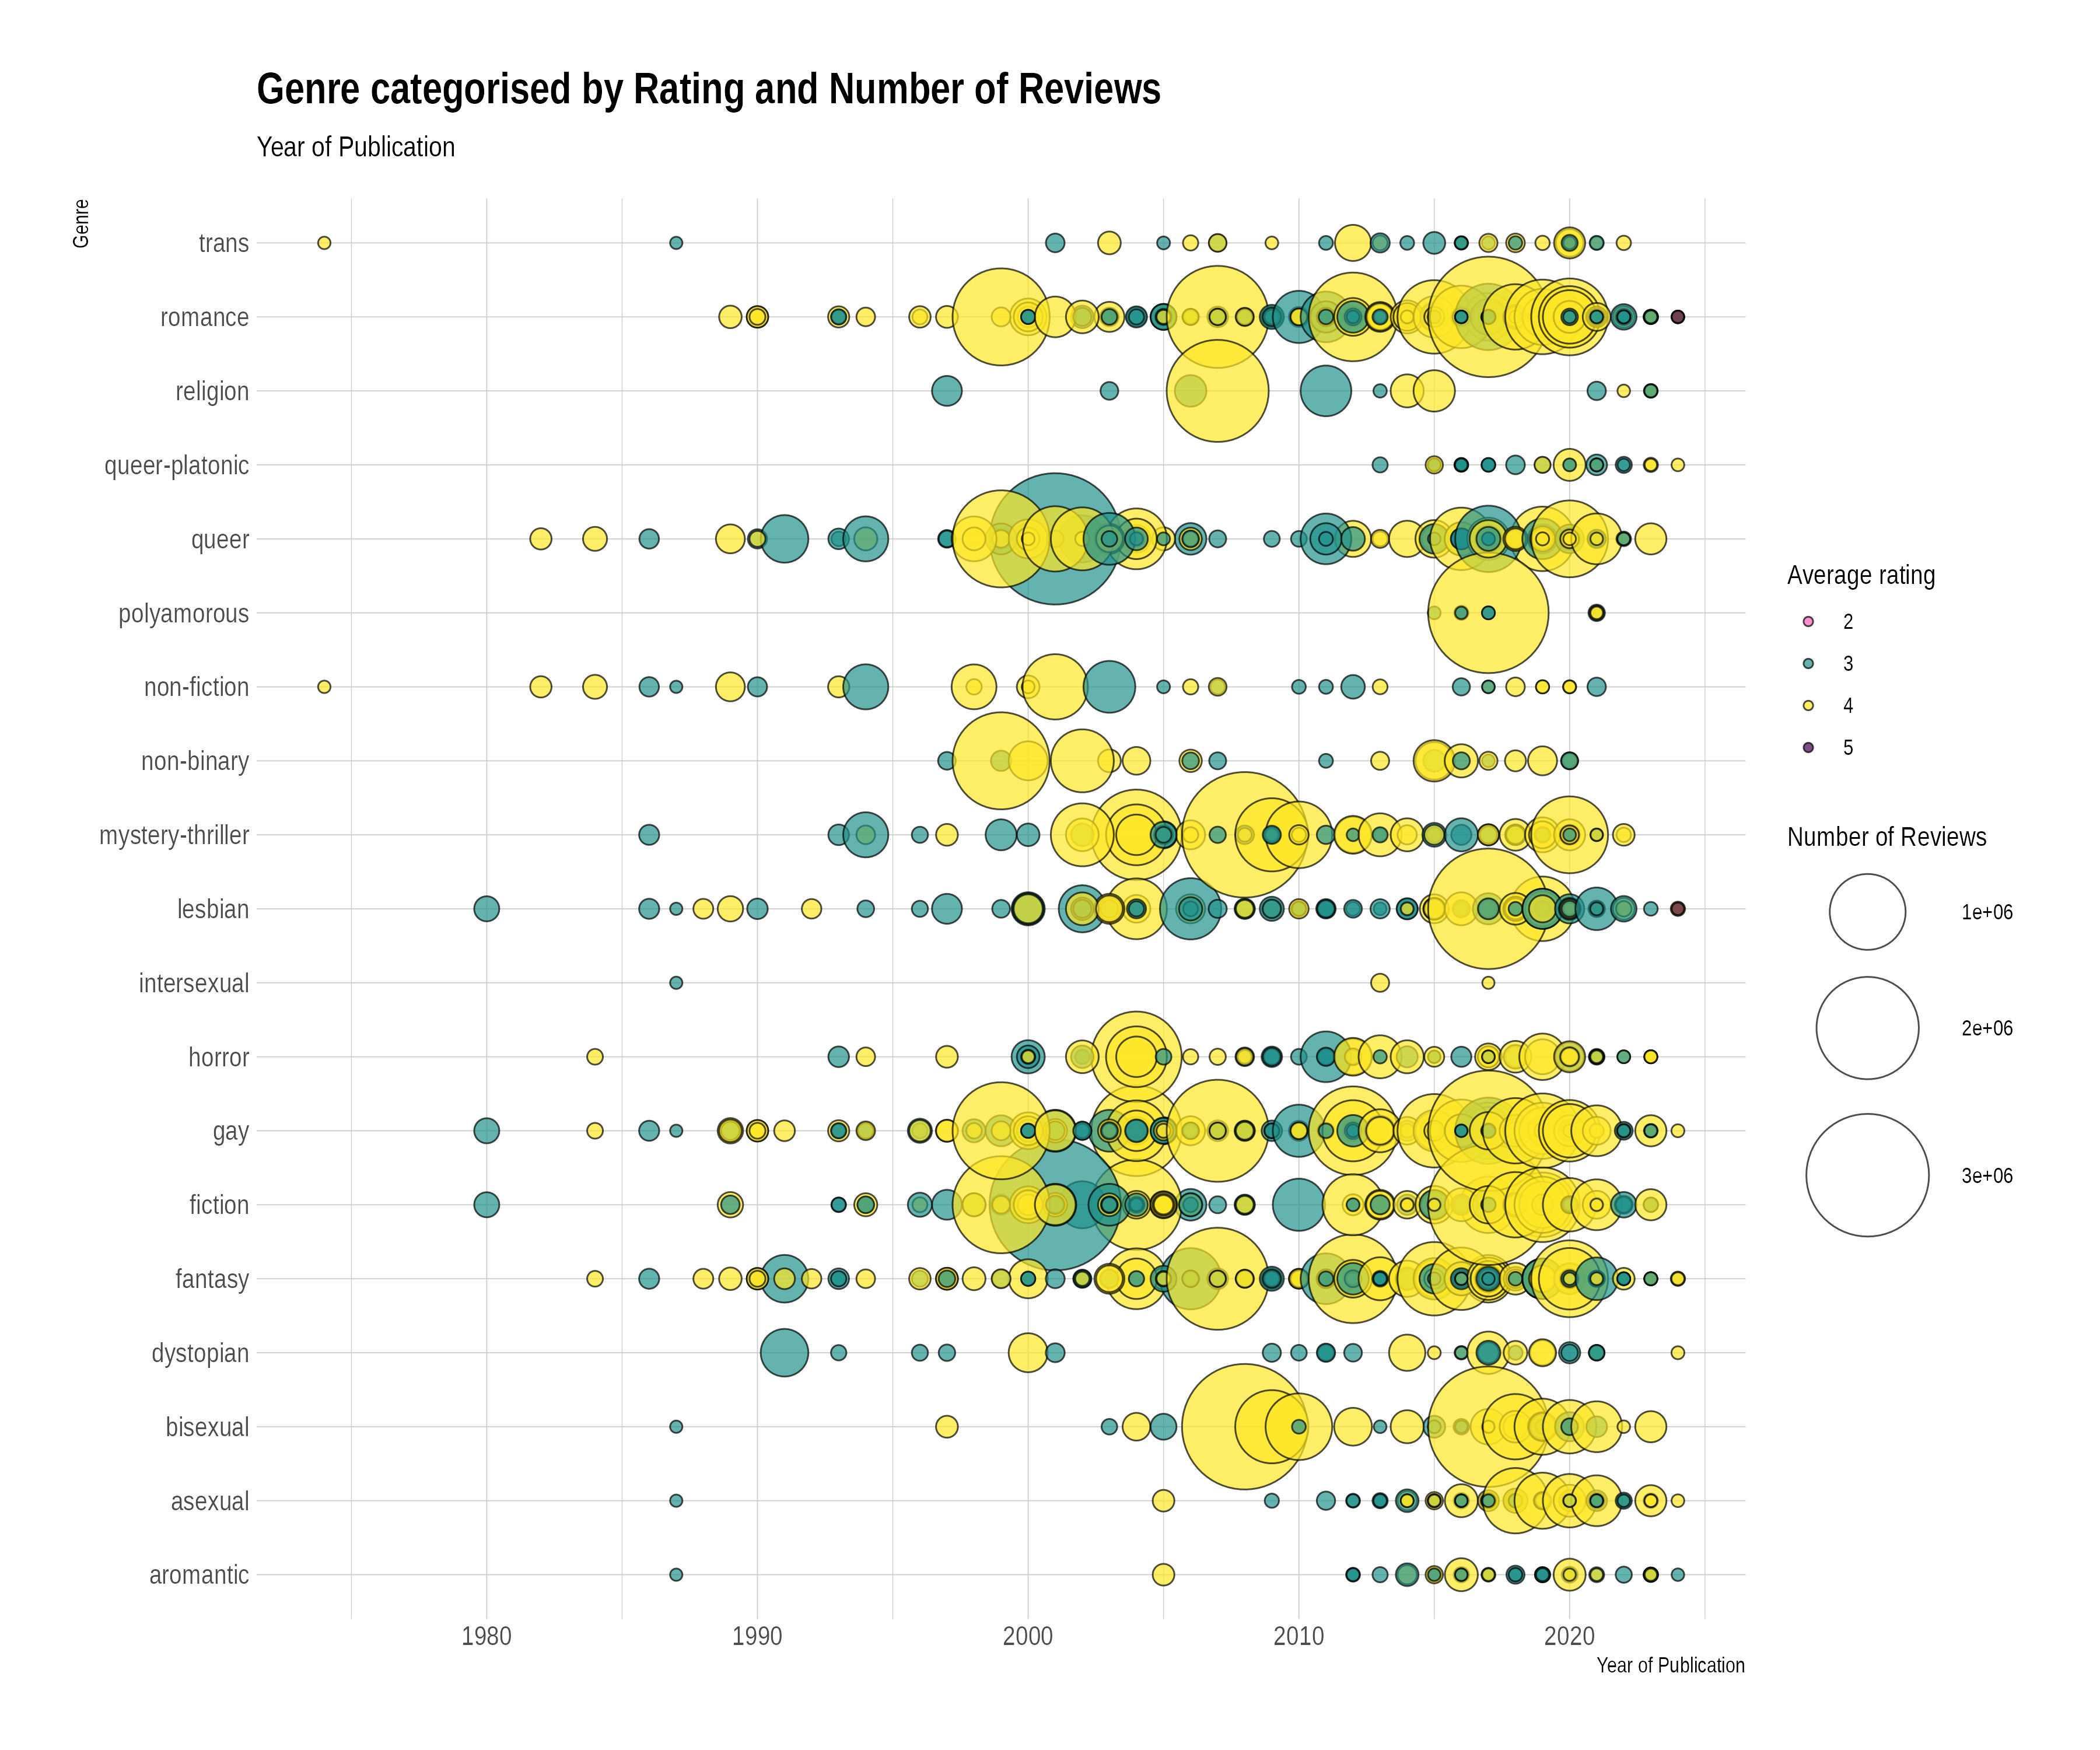 Genre categorised by Rating and Number of Reviews
Year of Publication
Genre
trans
romance
religion
queer-platonic
queer
polyamorous
non-fiction
non-binary
mystery-thriller
lesbian
intersexual
horror
gay
fiction
fantasy
dystopian
bisexual
asexual
aromantic
1980 1990 2000 2010 2020
Year of Publication
Average rating
2
3
4
5
Number of Reviews
1e+06
2e+06
3e+06